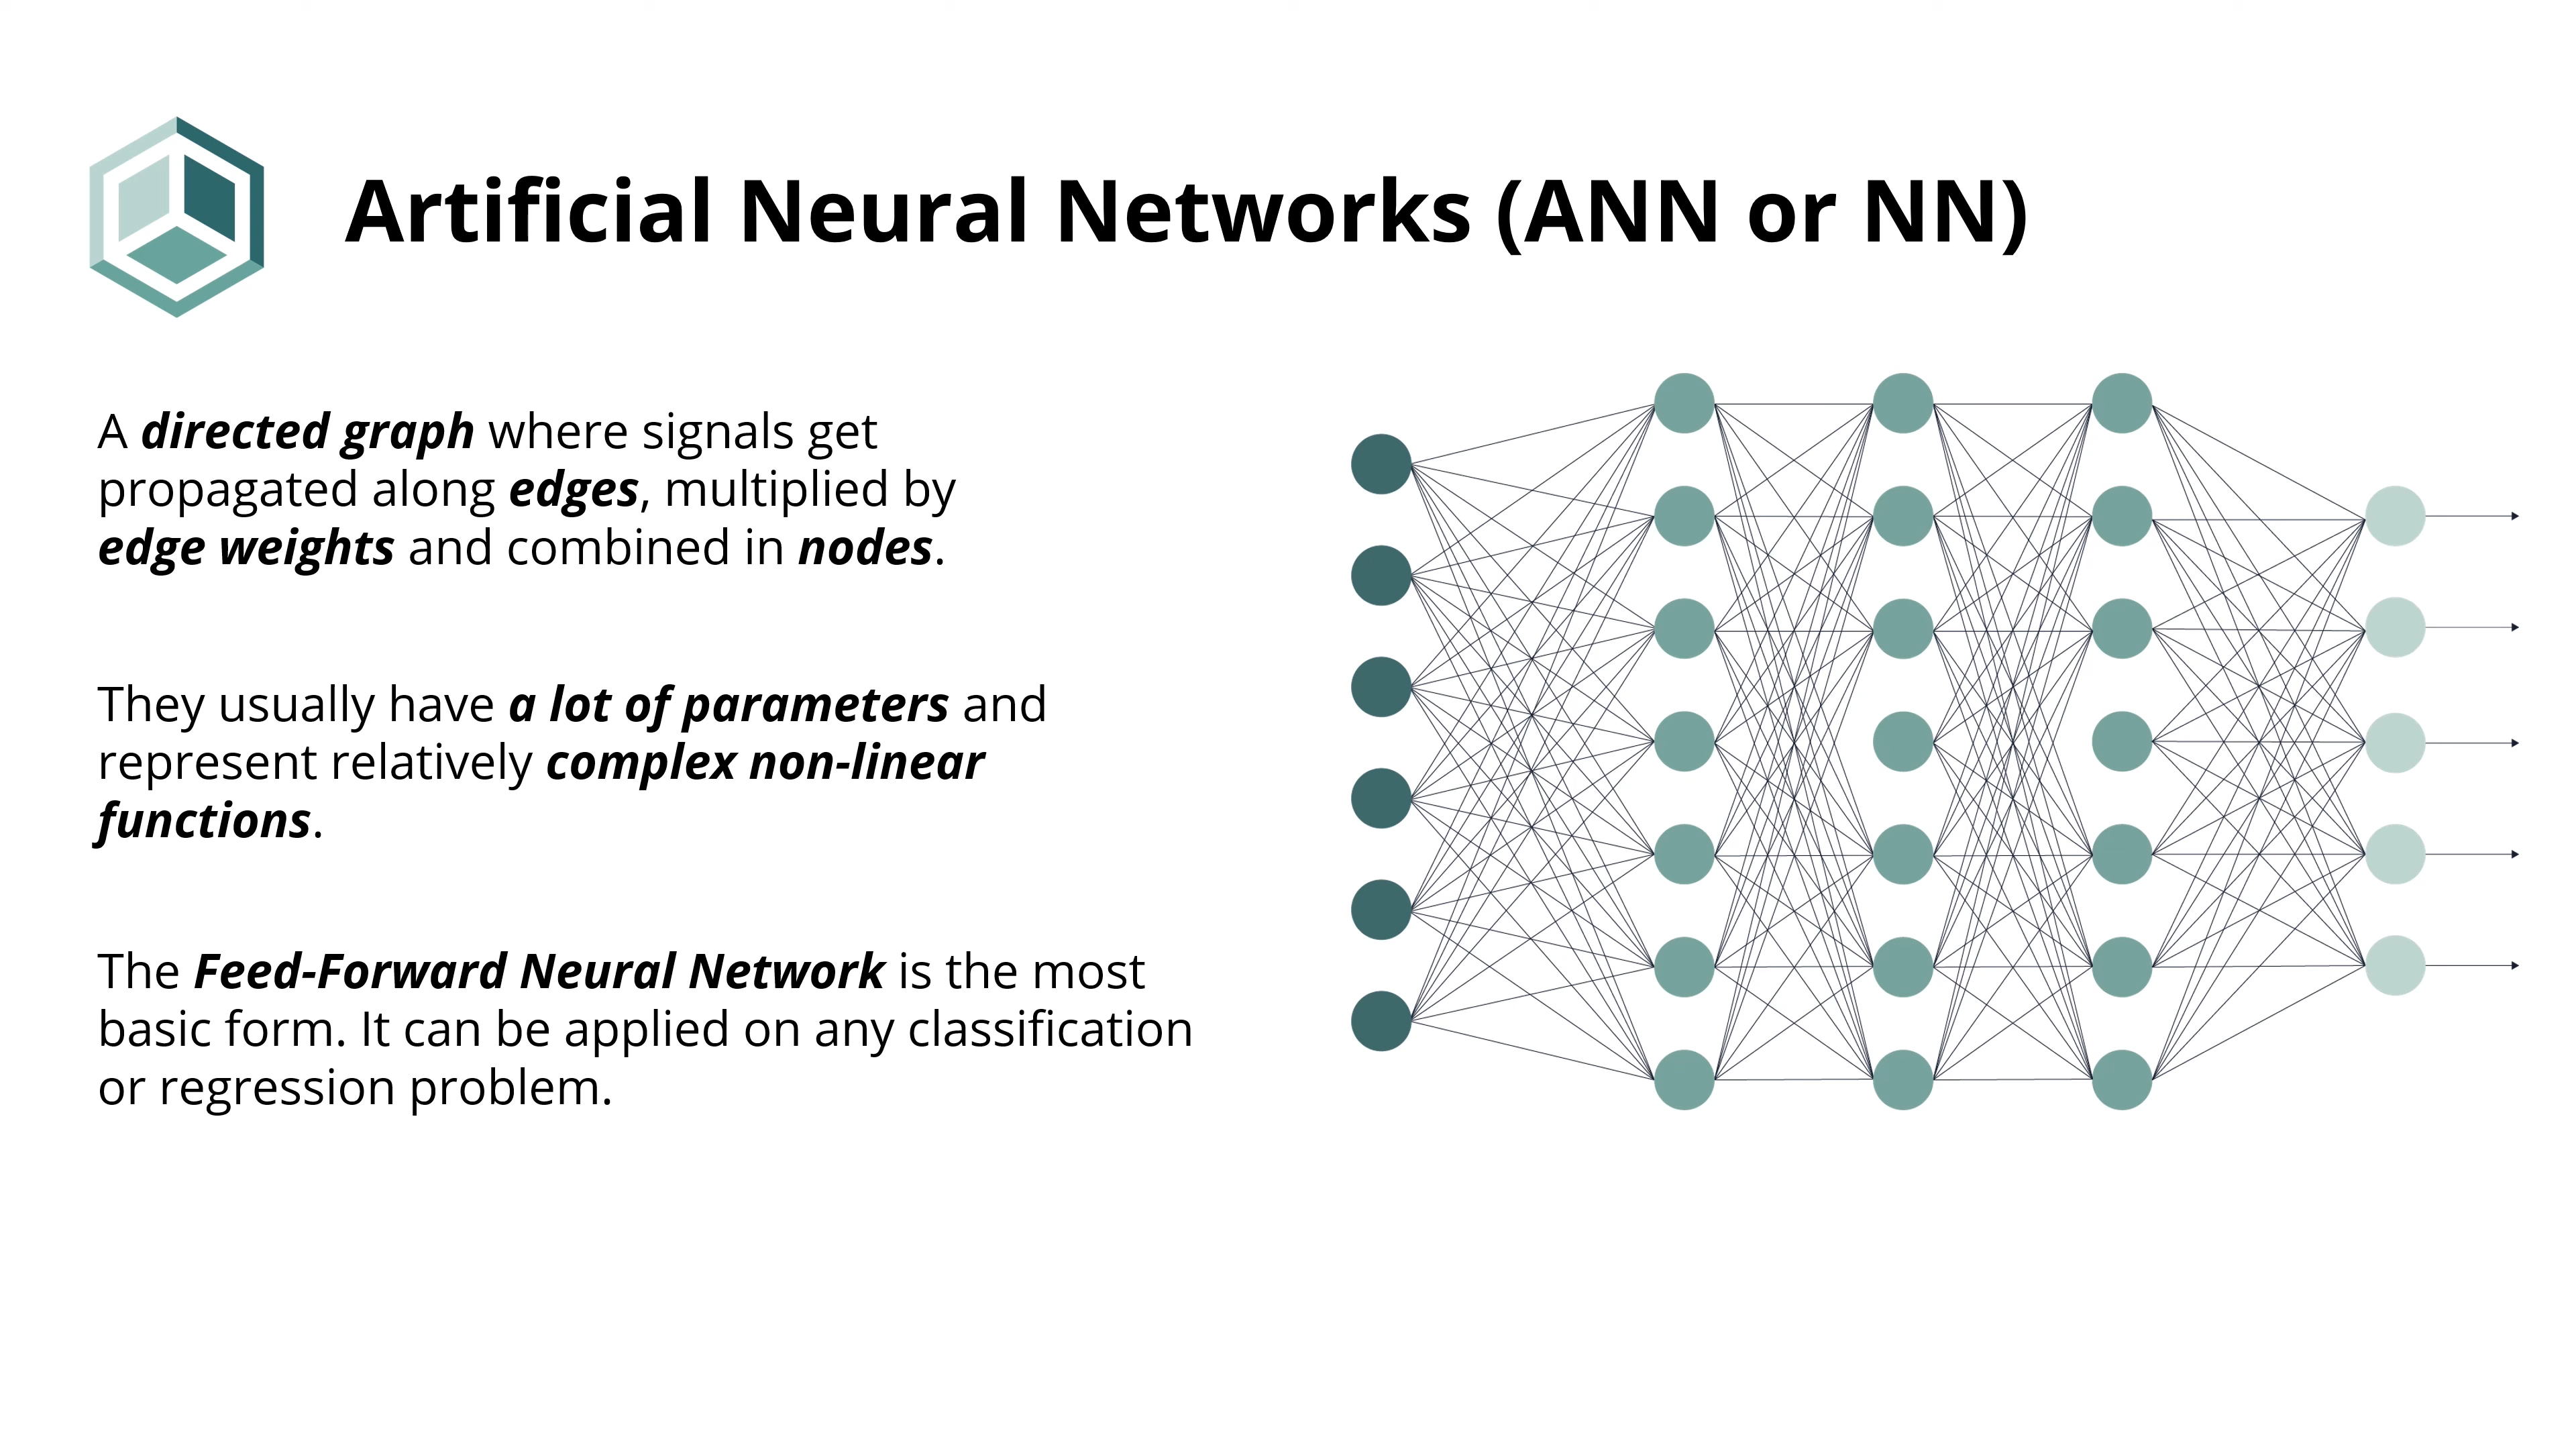 Artificial Neural Networks (ANN or NN)
A directed graph where signals get
propagated along edges, multiplied by
edge weights and combined in nodes.
They usually have a lot of parameters and
represent relatively complex non-linear
functions.
The Feed-Forward Neural Network is the most
basic form. It can be applied on any classification
or regression problem.